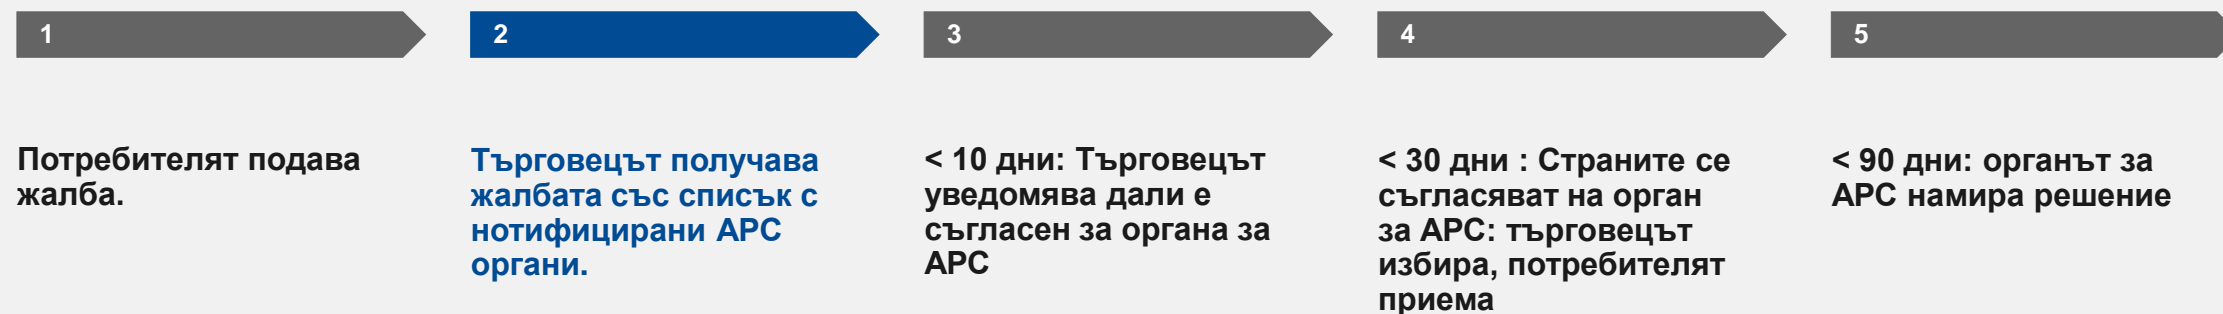 1
Потребителят подава
жалба.
2
Търговецът получава
жалбата със списък с
нотифицирани АРС
органи.
3
< 10 дни: Търговецът
уведомява дали е
съгласен за органа за
АРС
4
< 30 дни : Страните се
съгласяват на орган
за АРС: търговецът
избира, потребителят
приема
5
< 90 дни: органът за
АРС намира решение